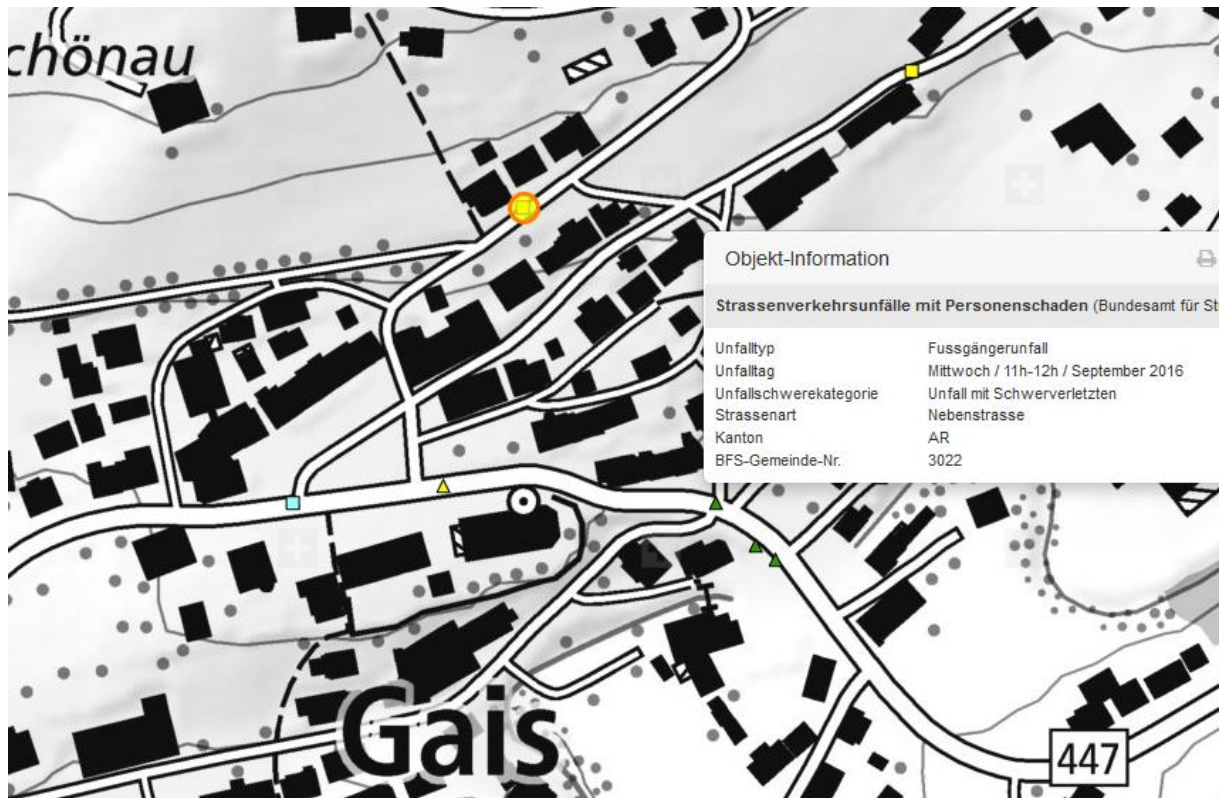 chönau
Objekt-Information
Strassenverkehrsunfälle mit Personenschaden (Bundesamt für St
Unfalltyp Fussgängerunfall
Unfalltag Mittwoch / 11h-12h / September 2016
Unfallschwerekategorie Unfall mit Schwerverletzten
Strassenart Nebenstrasse
Kanton AR
BFS-Gemeinde-Nr. 3022
Gais
447